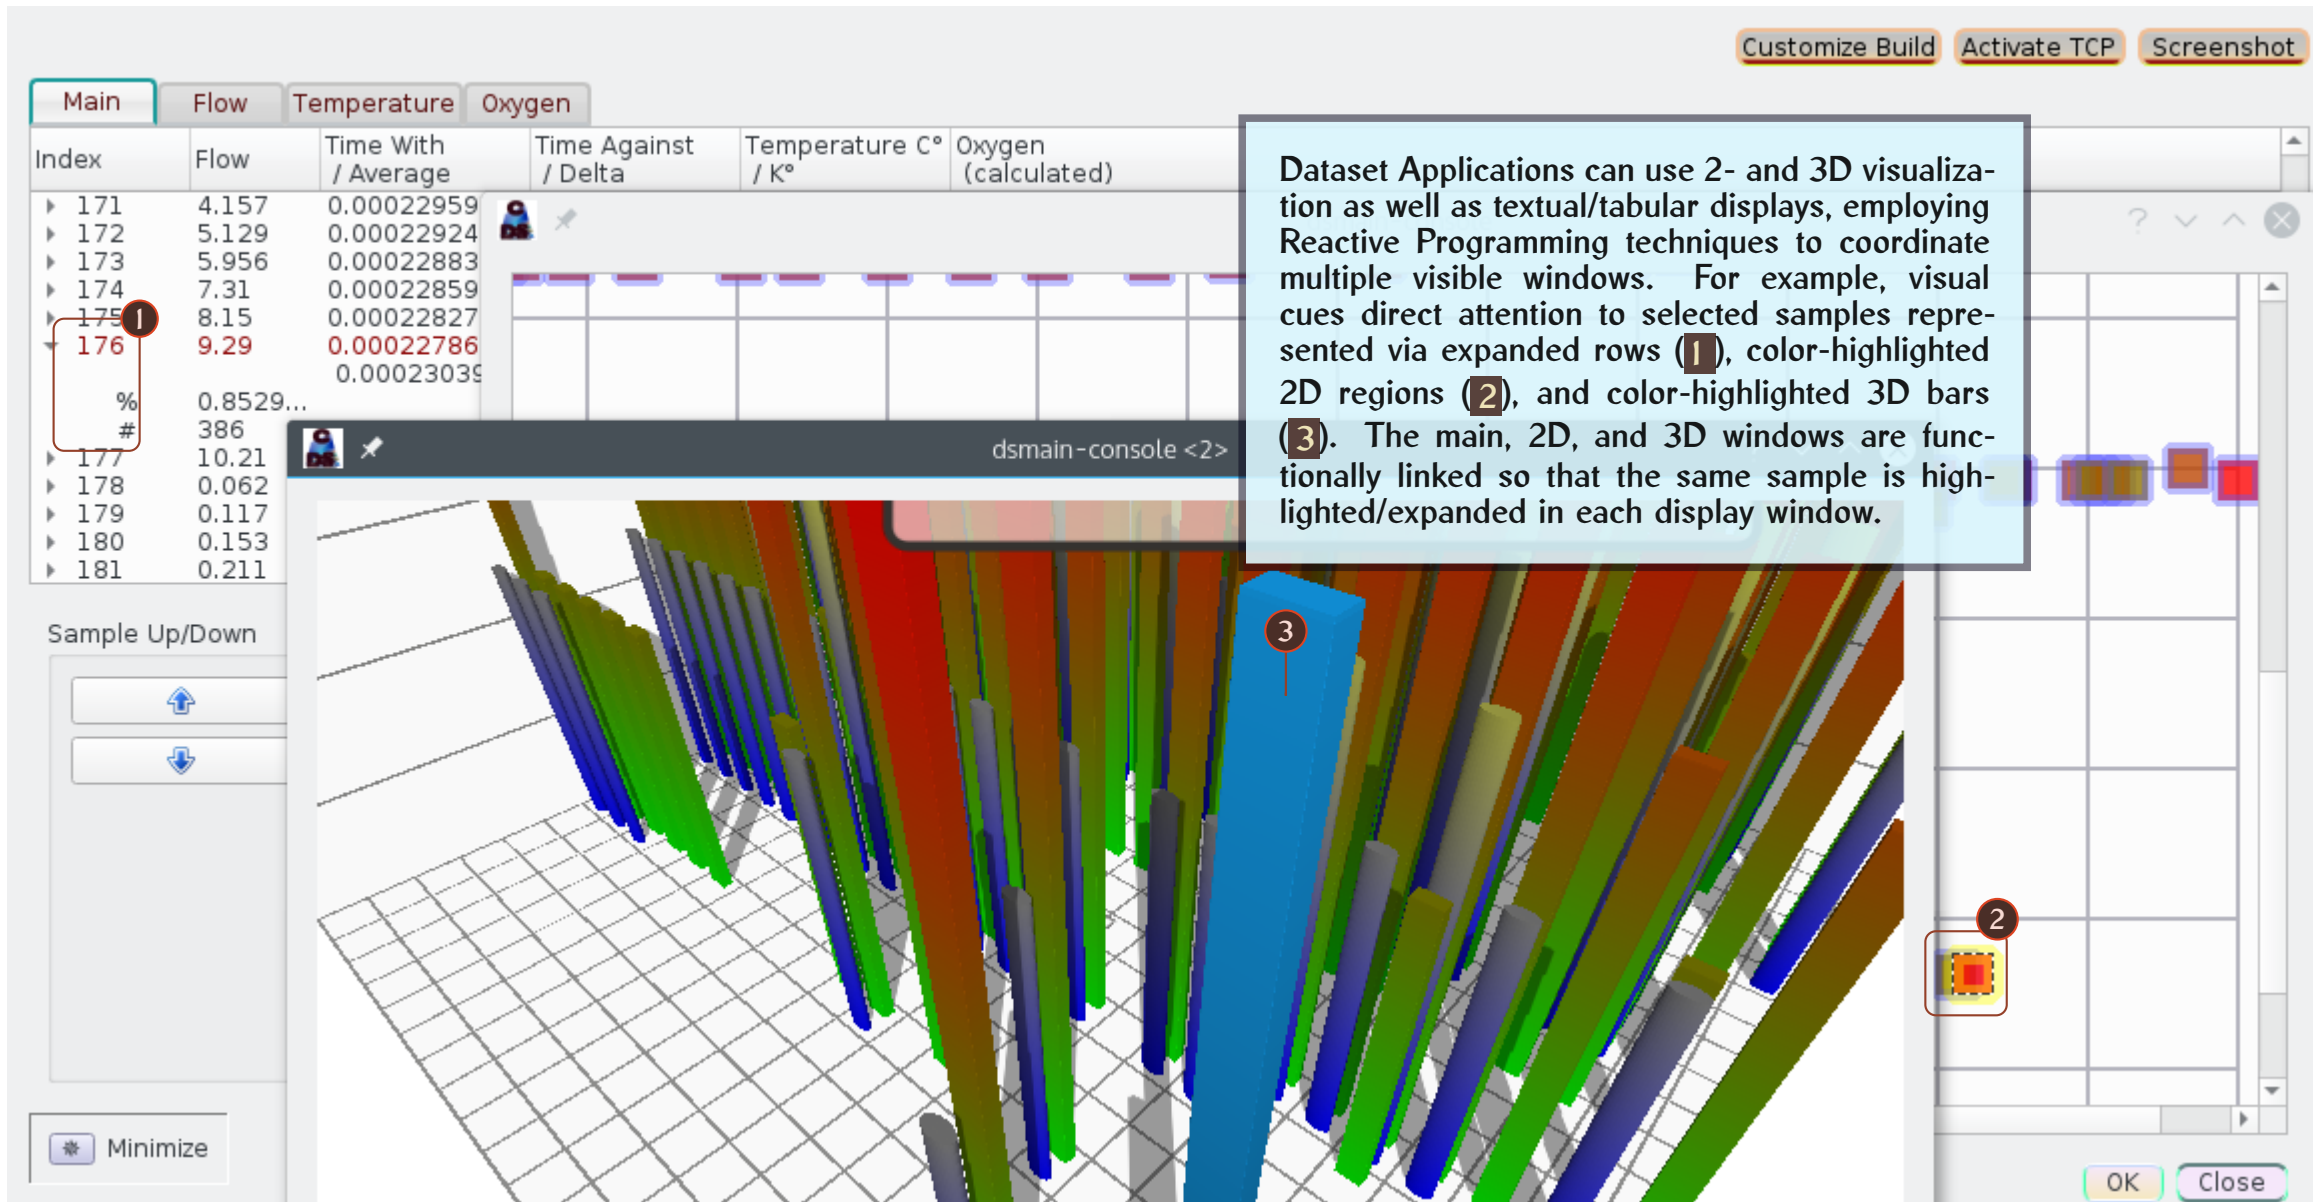 Customize Build Activate TCP Screenshot
Main Flow Temperature Oxygen
Index Flow Time With / Average Time Against / Delta Temperature C° / K° Oxygen (calculated)
171 4.157 0.00022959
172 5.129 0.00022924
173 5.956 0.00022883
174 7.31 0.00022859
175 8.15 0.00022827
1
176 9.29 0.00022786
0.00023039
% 0.8529...
# 386
177 10.21
178 0.062
179 0.117
180 0.153
181 0.211
C
DS
?
Dataset Applications can use 2- and 3D visualiza-
tion as well as textual/tabular displays, employing
Reactive Programming techniques to coordinate
multiple visible windows. For example, visual
cues direct attention to selected samples repre-
sented via expanded rows (1), color-highlighted
2D regions (2), and color-highlighted 3D bars
(3). The main, 2D, and 3D windows are func-
tionally linked so that the same sample is high-
lighted/expanded in each display window.
C
DS
dsmain-console <2>
3
2
Sample Up/Down
Minimize
OK Close